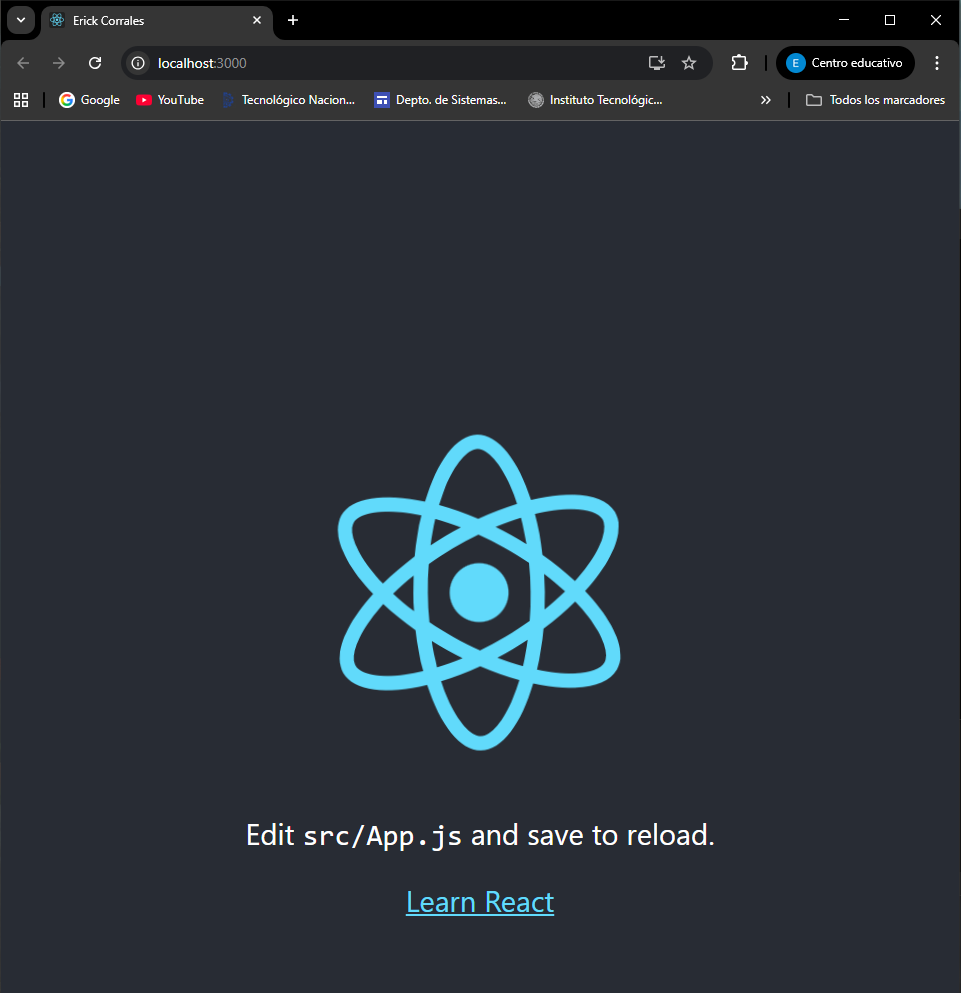 Erick Corrales
localhost:3000
E Centro educativo
Google YouTube Tecnológico Nacion... Depto. de Sistemas... Instituto Tecnológic... Todos los marcadores
Edit src/App.js and save to reload.
Learn React